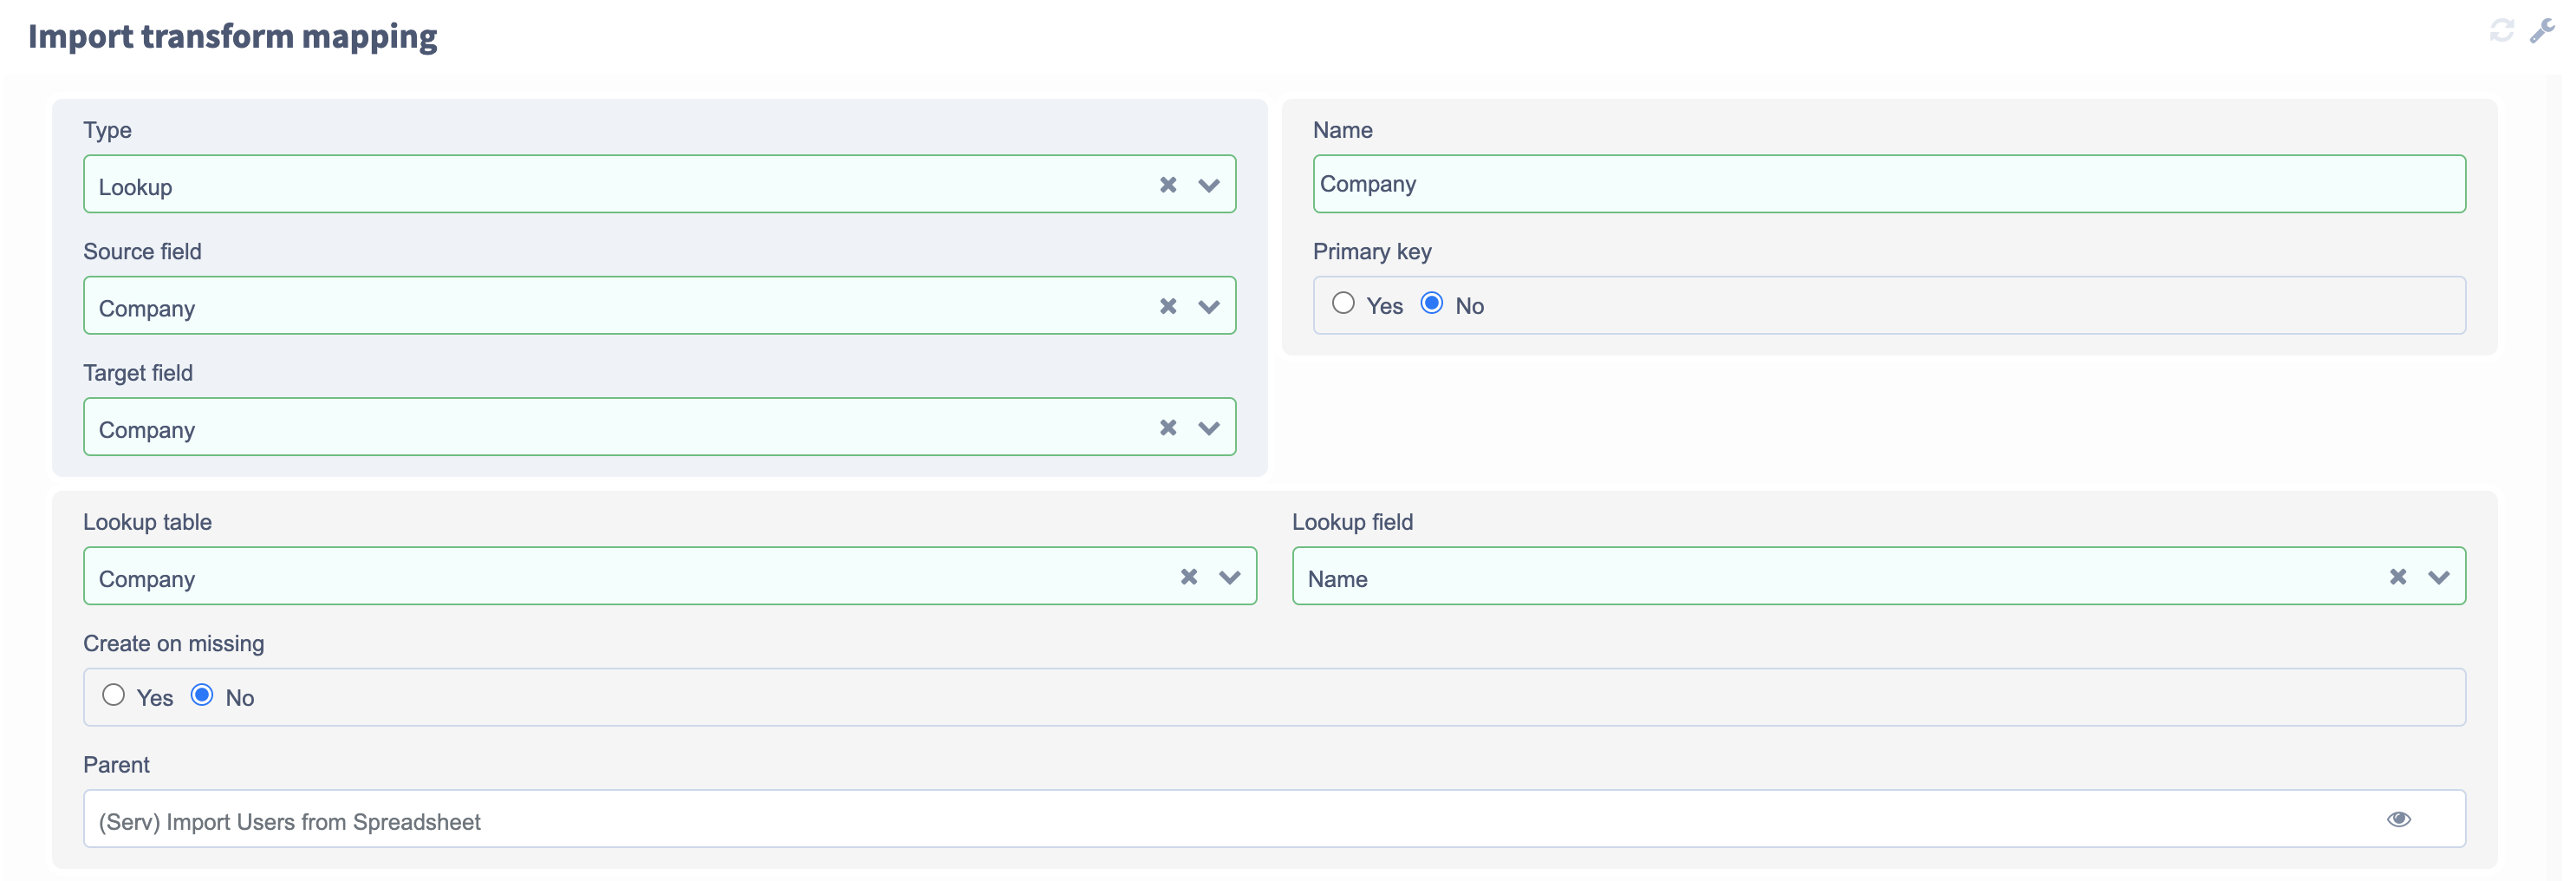 Import transform mapping
Type
Lookup
Source field
Company
Target field
Company
Name
Company
Primary key
Yes No
Lookup table
Company
Lookup field
Name
Create on missing
Yes No
Parent
(Serv) Import Users from Spreadsheet